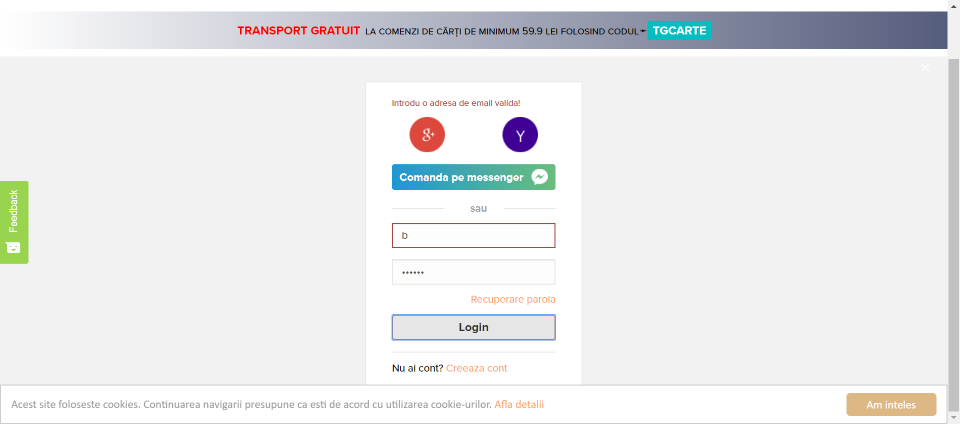 TRANSPORT GRATUIT LA COMENZI DE CĂRȚI DE MINIMUM 59.9 LEI FOLOSIND CODUL TGCARTE
Introdu o adresa de email valida!
g+ Y
Comanda pe messenger
sau
b
••••••
Recuperare parola
Login
Nu ai cont? Creeaza cont
Feedback
Acest site foloseste cookies. Continuarea navigarii presupune ca esti de acord cu utilizarea cookie-urilor. Afla detalii
Am inteles